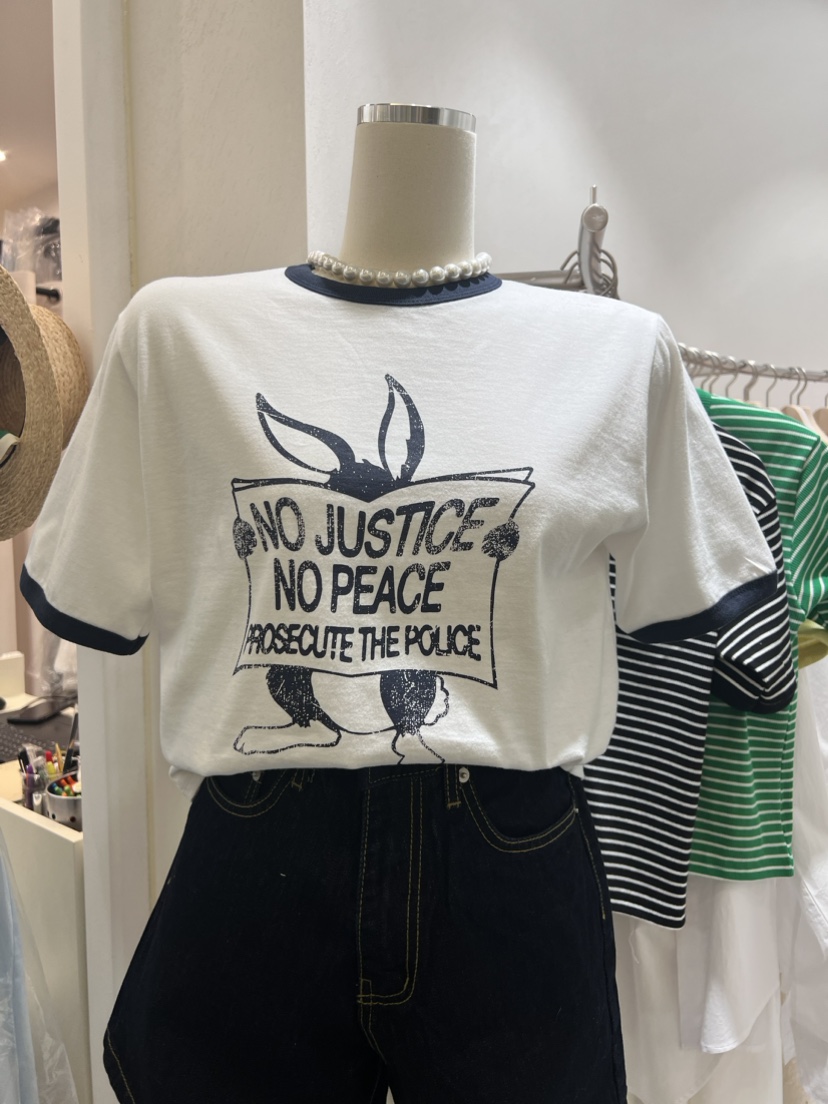 NO JUSTICE
NO PEACE
PROSECUTE THE POLICE